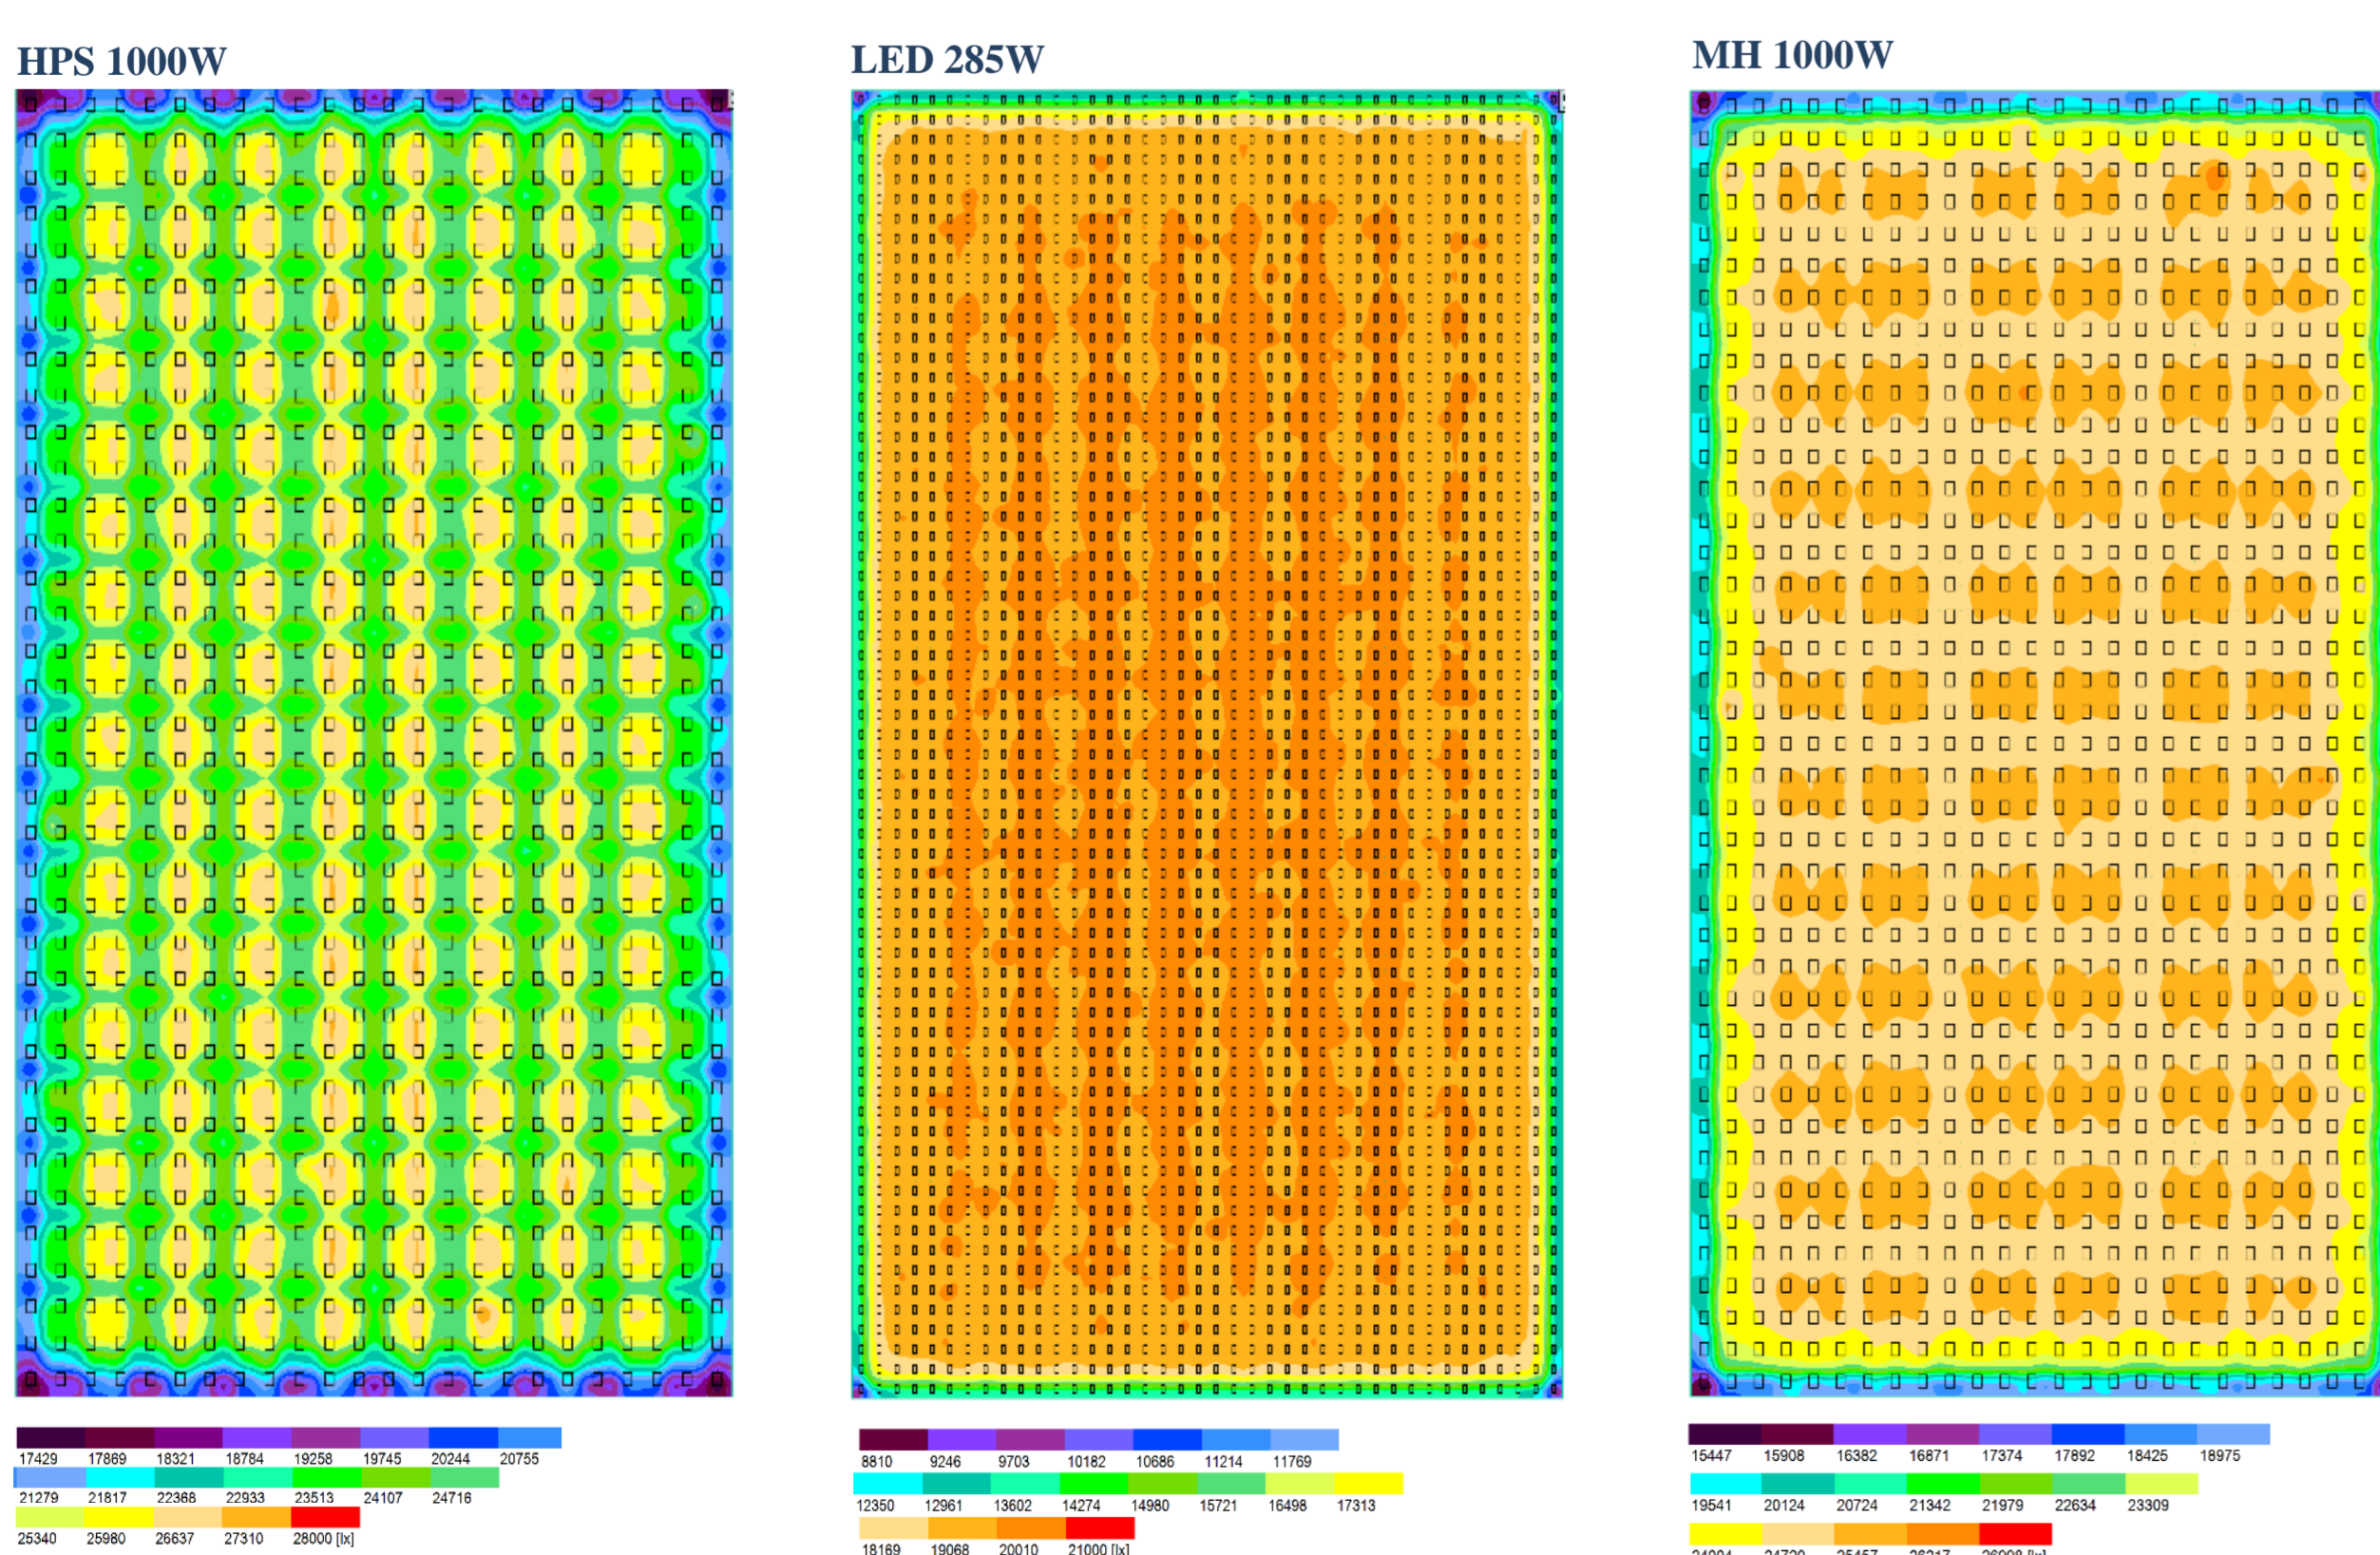 HPS 1000W
17429 17869 18321 18784 19258 19745 20244 20755
21279 21817 22368 22933 23513 24107 24716
25340 25980 26637 27310 28000 [lx]
LED 285W
8810 9246 9703 10182 10686 11214 11769
12350 12961 13602 14274 14980 15721 16498 17313
18169 19068 20010 21000 [lx]
MH 1000W
15447 15908 16382 16871 17374 17892 18425 18975
19541 20124 20724 21342 21979 22634 23309
[lx]